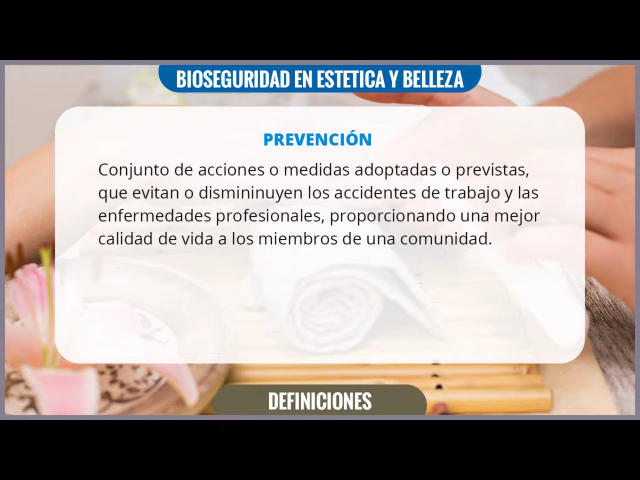 BIOSEGURIDAD EN ESTETICA Y BELLEZA
PREVENCIÓN
Conjunto de acciones o medidas adoptadas o previstas,
que evitan o dismininuyen los accidentes de trabajo y las
enfermedades profesionales, proporcionando una mejor
calidad de vida a los miembros de una comunidad.
DEFINICIONES